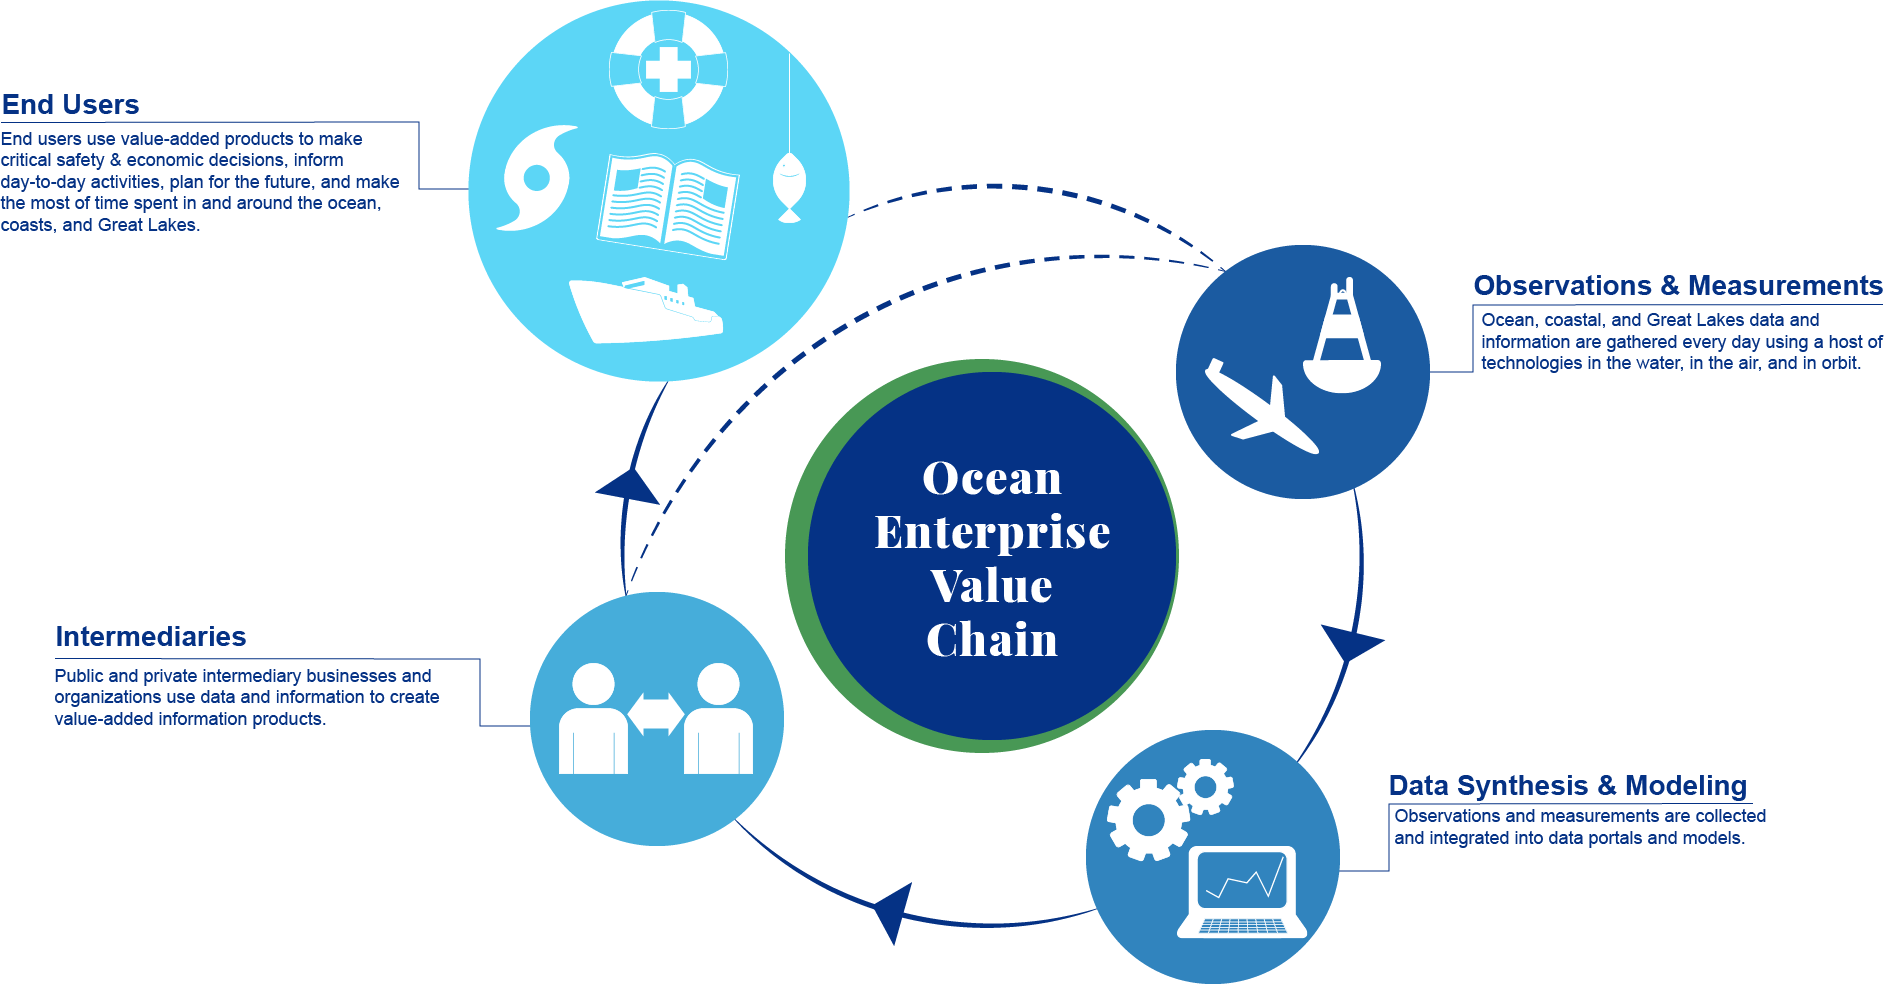 End Users
End users use value-added products to make
critical safety & economic decisions, inform
day-to-day activities, plan for the future, and make
the most of time spent in and around the ocean,
coasts, and Great Lakes.
Observations & Measurements
Ocean, coastal, and Great Lakes data and
information are gathered every day using a host of
technologies in the water, in the air, and in orbit.
Ocean
Enterprise
Value
Chain
Intermediaries
Public and private intermediary businesses and
organizations use data and information to create
value-added information products.
Data Synthesis & Modeling
Observations and measurements are collected
and integrated into data portals and models.